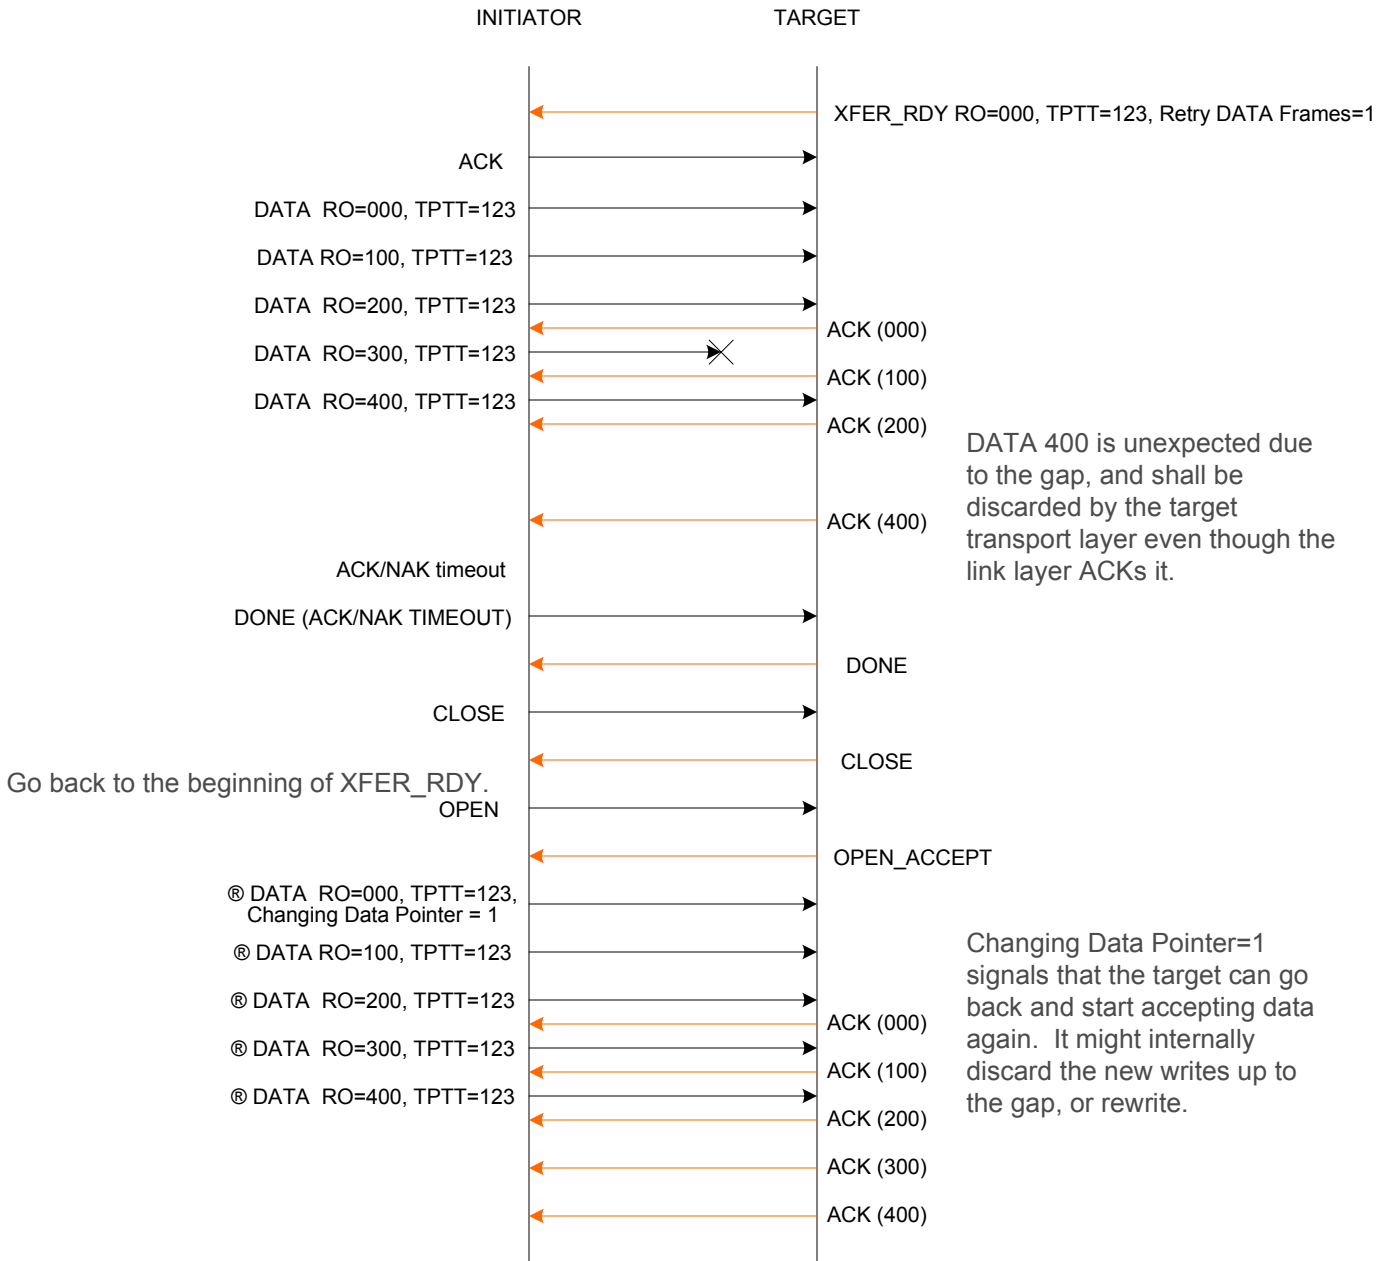 INITIATOR TARGET
XFER_RDY RO=000, TPTT=123, Retry DATA Frames=1
ACK
DATA RO=000, TPTT=123
DATA RO=100, TPTT=123
DATA RO=200, TPTT=123
ACK (000)
DATA RO=300, TPTT=123
ACK (100)
DATA RO=400, TPTT=123
ACK (200)
DATA 400 is unexpected due
to the gap, and shall be
discarded by the target
transport layer even though the
link layer ACKs it.
ACK (400)
ACK/NAK timeout
DONE (ACK/NAK TIMEOUT)
DONE
CLOSE
CLOSE
Go back to the beginning of XFER_RDY.
OPEN
OPEN_ACCEPT
® DATA RO=000, TPTT=123,
Changing Data Pointer = 1
® DATA RO=100, TPTT=123
Changing Data Pointer=1
signals that the target can go
back and start accepting data
again. It might internally
discard the new writes up to
the gap, or rewrite.
® DATA RO=200, TPTT=123
ACK (000)
® DATA RO=300, TPTT=123
ACK (100)
® DATA RO=400, TPTT=123
ACK (200)
ACK (300)
ACK (400)